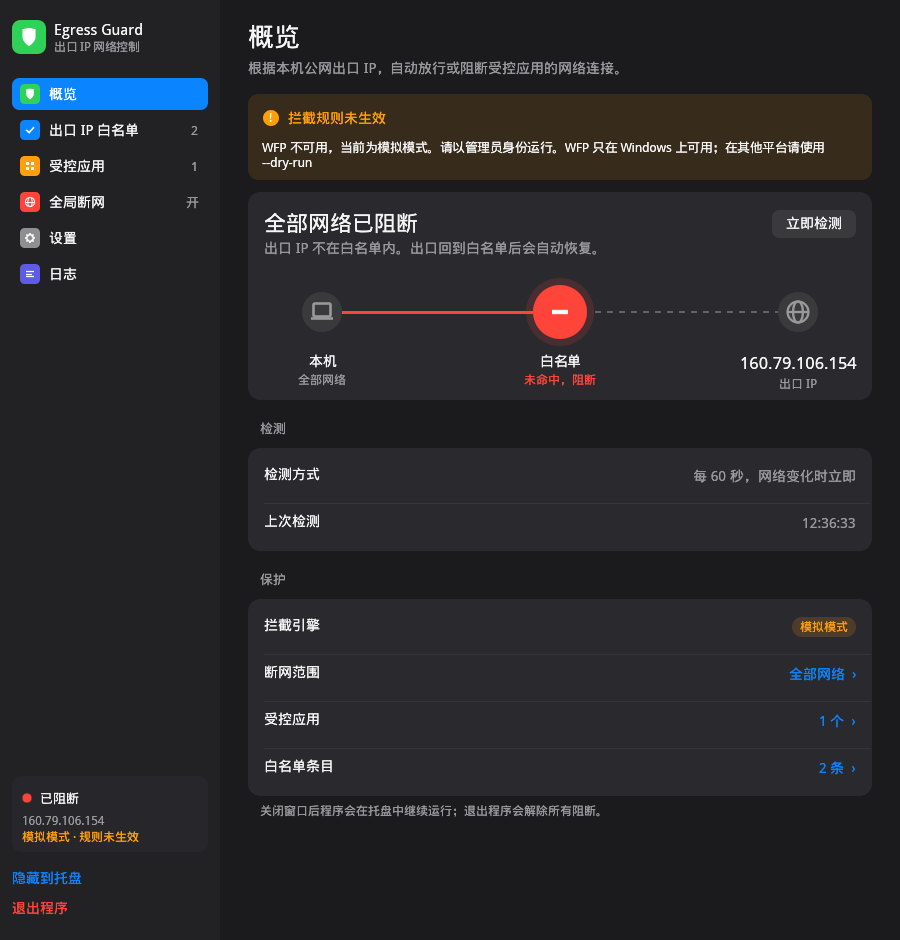 Egress Guard
出口 IP 网络控制
概览
出口 IP 白名单 2
受控应用 1
全局断网 开
设置
日志
已阻断
160.79.106.154
模拟模式 · 规则未生效
隐藏到托盘
退出程序
概览
根据本机公网出口 IP，自动放行或阻断受控应用的网络连接。
拦截规则未生效
WFP 不可用，当前为模拟模式。请以管理员身份运行。WFP 只在 Windows 上可用；在其他平台请使用
--dry-run
全部网络已阻断
立即检测
出口 IP 不在白名单内。出口回到白名单后会自动恢复。
本机 白名单 160.79.106.154
全部网络 未命中，阻断 出口 IP
检测
检测方式 每 60 秒，网络变化时立即
上次检测 12:36:33
保护
拦截引擎 模拟模式
断网范围 全部网络 ›
受控应用 1 个 ›
白名单条目 2 条 ›
关闭窗口后程序会在托盘中继续运行；退出程序会解除所有阻断。